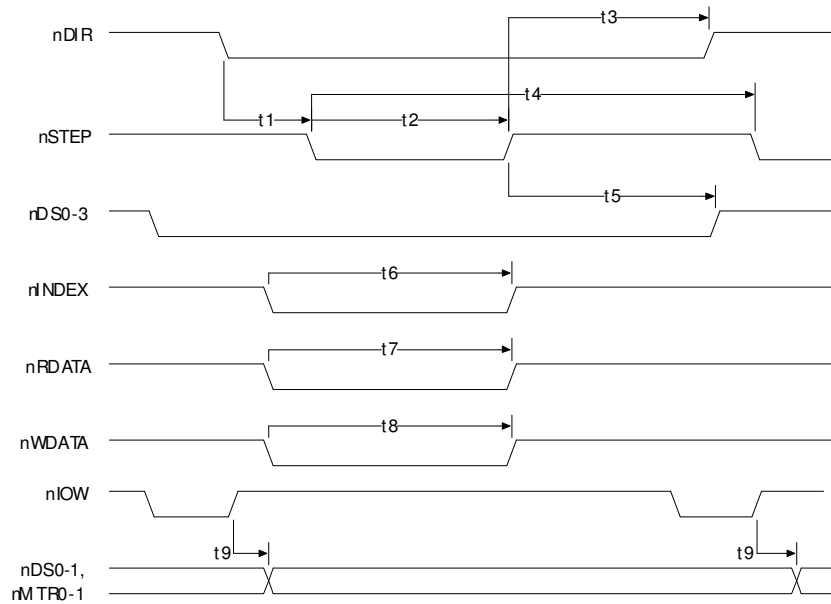 t3
nDIR
t4
t1
t2
nSTEP
t5
nDS0-3
t6
nINDEX
t7
nRDATA
t8
nWDATA
nIOW
t9
t9
nDS0-1,
nMTR0-1